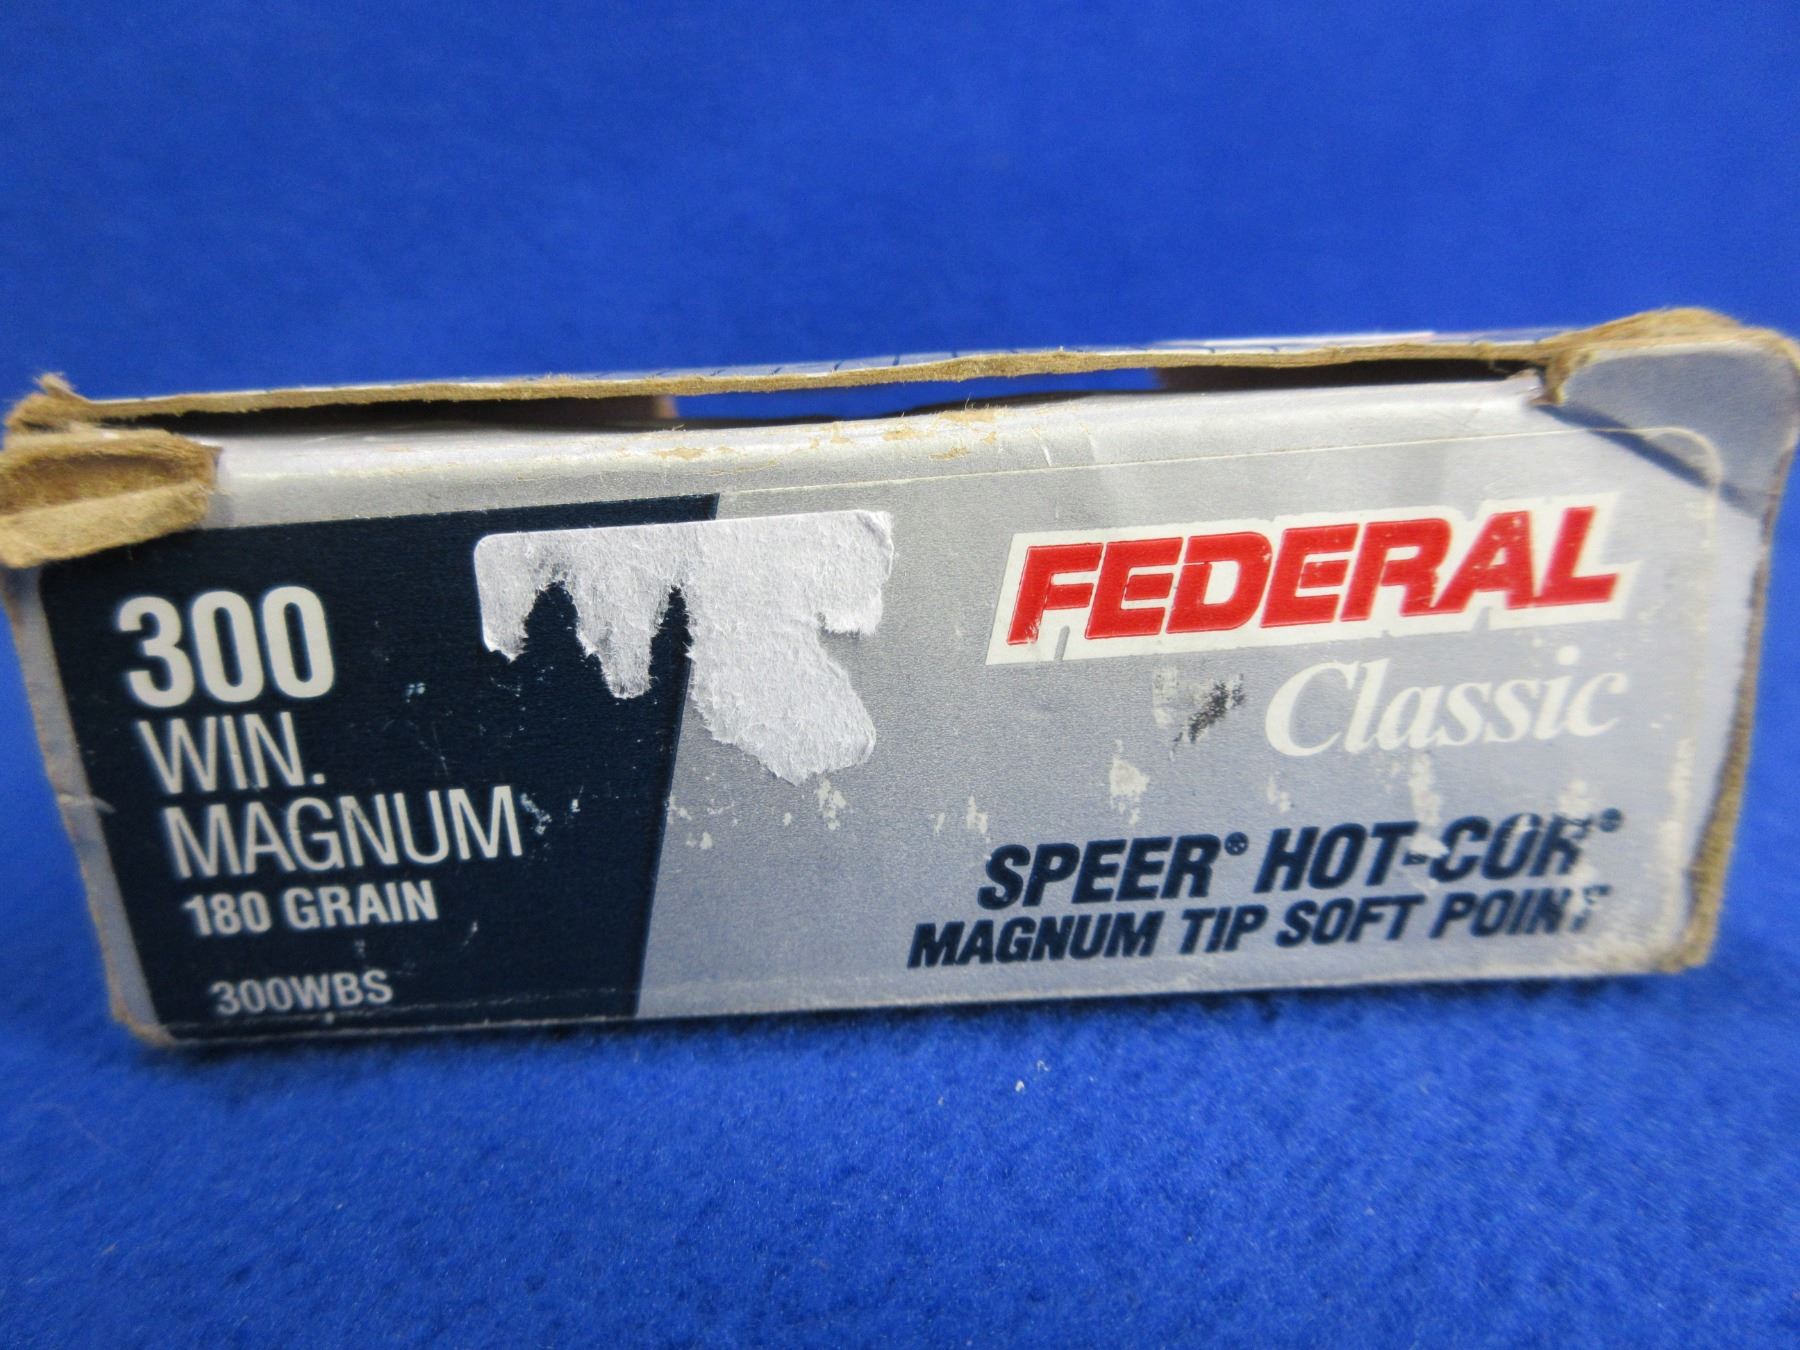 300
WIN.
MAGNUM
180 GRAIN
300WBS
FEDERAL
Classic
SPEER® HOT-COR®
MAGNUM TIP SOFT POINT